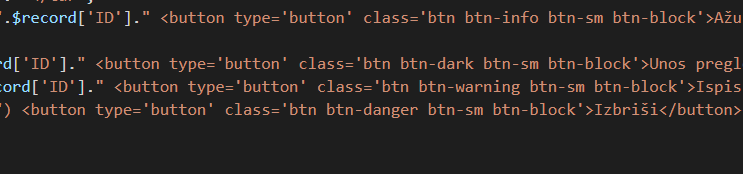 '.$record['ID']." <button type='button' class='btn btn-info btn-sm btn-block'>Ažu
rd['ID']." <button type='button' class='btn btn-dark btn-sm btn-block'>Unos pregl
cord['ID']." <button type='button' class='btn btn-warning btn-sm btn-block'>Ispis
') <button type='button' class='btn btn-danger btn-sm btn-block'>Izbriši</button>